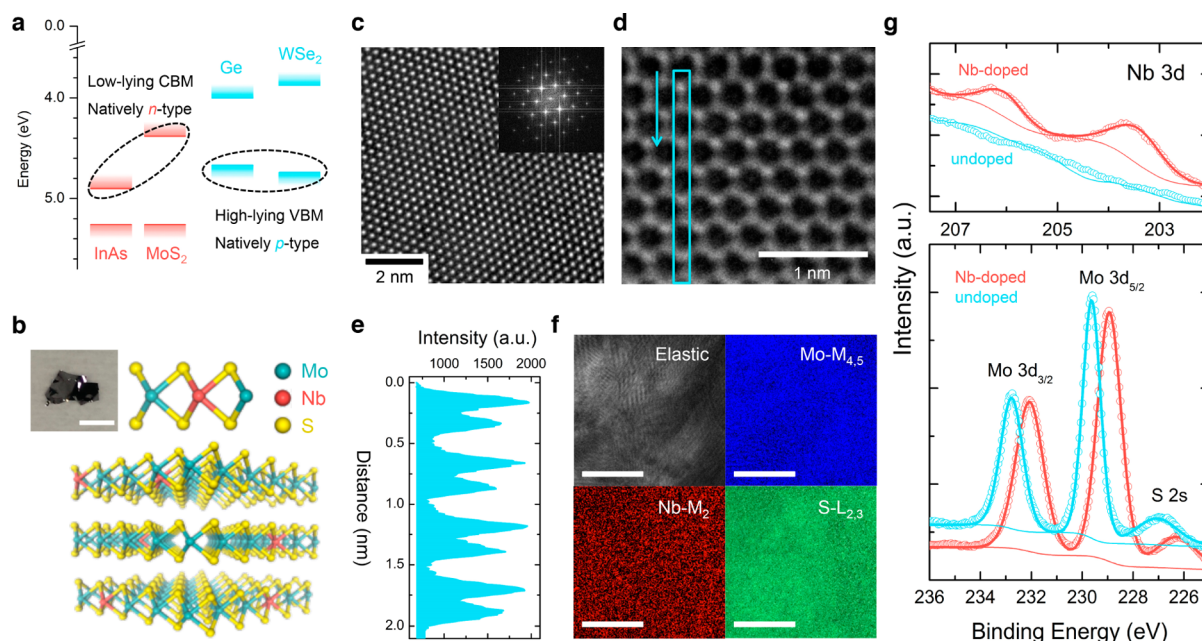 a
0.0
4.0
5.0
Energy (eV)
Low-lying CBM
Natively n-type
Ge
WSe₂
High-lying VBM
Natively p-type
InAs
MoS₂
b
Mo
Nb
S
c
2 nm
d
1 nm
e
Intensity (a.u.)
1000 1500 2000
0.0
0.5
1.0
1.5
2.0
Distance (nm)
f
Elastic
Mo-M₄,₅
Nb-M₂
S-L₂,₃
g
Nb-doped
Nb 3d
undoped
207 205 203
Intensity (a.u.)
Nb-doped
undoped
Mo 3d₅/₂
Mo 3d₃/₂
S 2s
236 234 232 230 228 226
Binding Energy (eV)